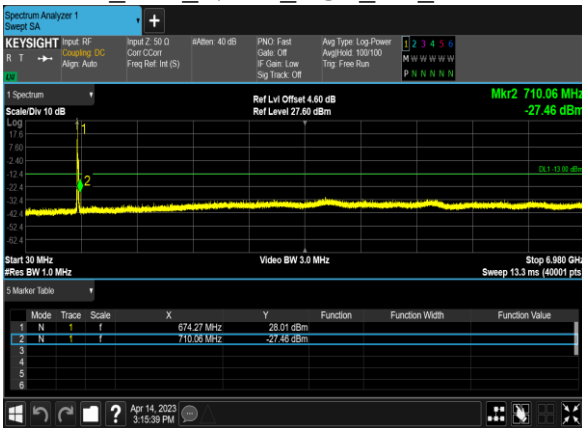 Spectrum Analyzer 1
Swept SA
KEYSIGHT Input: RF Input Z: 50 Ω #Atten: 40 dB PNO: Fast Avg Type: Log-Power 1 2 3 4 5 6
R T Coupling: DC Corr CCorr Gate: Off Avg|Hold: 100/100 M W W W W W
Align: Auto Freq Ref: Int (S) IF Gain: Low Trig: Free Run
LW Sig Track: Off P N N N N N
1 Spectrum Ref Lvl Offset 4.60 dB Mkr2 710.06 MHz
Scale/Div 10 dB Ref Level 27.60 dBm -27.46 dBm
Log
1
17.6
7.60
-2.40
-12.4 DL1 -13.00 dBm
2
-22.4
-32.4
-42.4
-52.4
-62.4
Start 30 MHz Video BW 3.0 MHz Stop 6.980 GHz
#Res BW 1.0 MHz Sweep 13.3 ms (40001 pts
5 Marker Table
Mode Trace Scale X Y Function Function Width Function Value
1 N 1 f 674.27 MHz 28.01 dBm
2 N 1 f 710.06 MHz -27.46 dBm
3
4
5
6
? Apr 14, 2023
3:15:39 PM